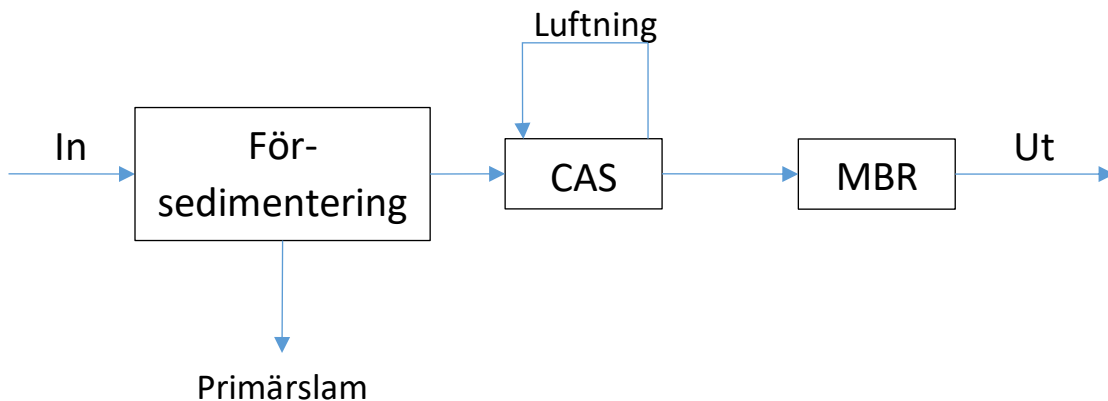 Luftning
In
För-
sedimentering
CAS
MBR
Ut
Primärslam